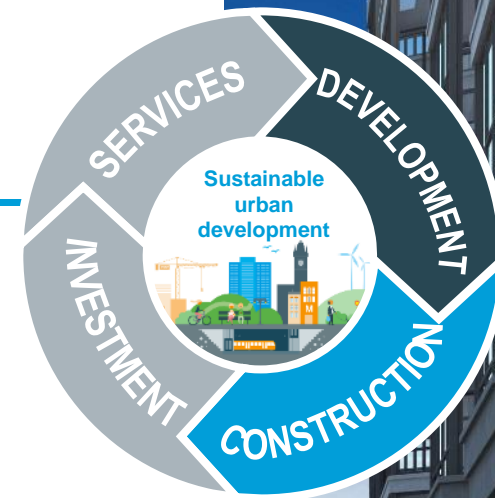 SERVICES
DEVELOPMENT
Sustainable
urban
development
INVESTMENT
CONSTRUCTION